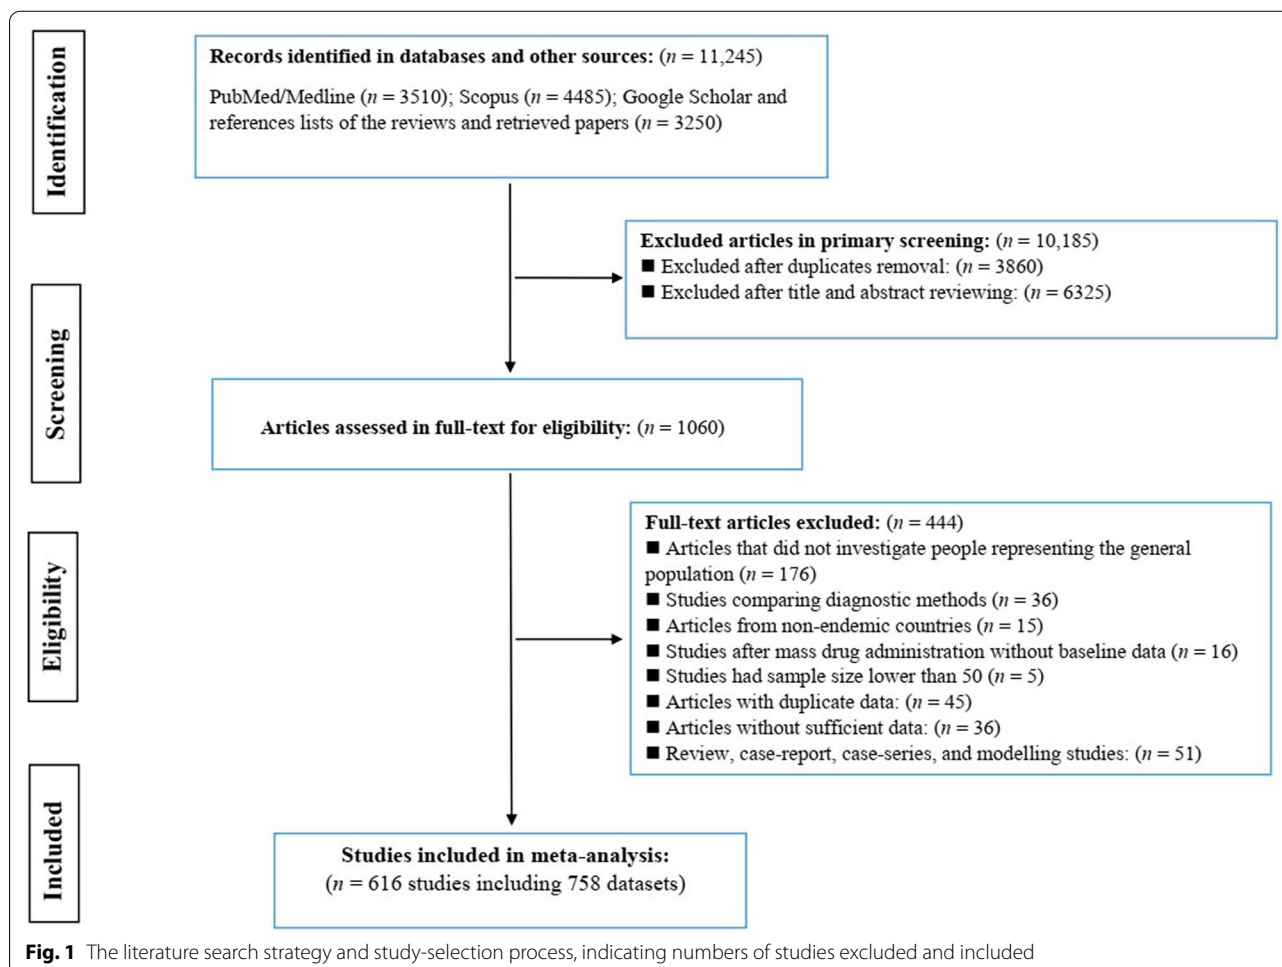 Identification
Records identified in databases and other sources: (n = 11,245)
PubMed/Medline (n = 3510); Scopus (n = 4485); Google Scholar and
references lists of the reviews and retrieved papers (n = 3250)
Excluded articles in primary screening: (n = 10,185)
■ Excluded after duplicates removal: (n = 3860)
■ Excluded after title and abstract reviewing: (n = 6325)
Screening
Articles assessed in full-text for eligibility: (n = 1060)
Eligibility
Full-text articles excluded: (n = 444)
■ Articles that did not investigate people representing the general
population (n = 176)
■ Studies comparing diagnostic methods (n = 36)
■ Articles from non-endemic countries (n = 15)
■ Studies after mass drug administration without baseline data (n = 16)
■ Studies had sample size lower than 50 (n = 5)
■ Articles with duplicate data: (n = 45)
■ Articles without sufficient data: (n = 36)
■ Review, case-report, case-series, and modelling studies: (n = 51)
Included
Studies included in meta-analysis:
(n = 616 studies including 758 datasets)
Fig. 1 The literature search strategy and study-selection process, indicating numbers of studies excluded and included